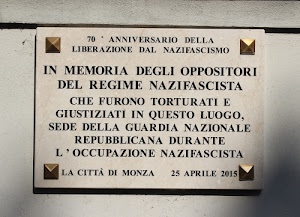 70° ANNIVERSARIO DELLA
LIBERAZIONE DAL NAZIFASCISMO
IN MEMORIA DEGLI OPPOSITORI
DEL REGIME NAZIFASCISTA
CHE FURONO TORTURATI E
GIUSTIZIATI IN QUESTO LUOGO,
SEDE DELLA GUARDIA NAZIONALE
REPUBBLICANA DURANTE
L'OCCUPAZIONE NAZIFASCISTA
LA CITTÀ DI MONZA 25 APRILE 2015